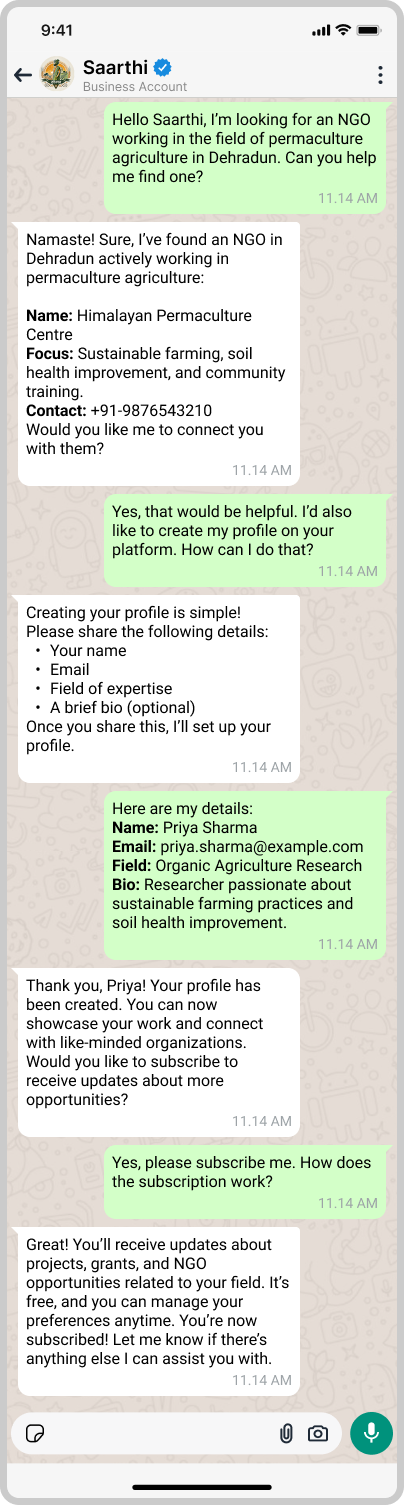 9:41
Saarthi
Business Account
Hello Saarthi, I'm looking for an NGO
working in the field of permaculture
agriculture in Dehradun. Can you help
me find one?
11.14 AM
Namaste! Sure, I've found an NGO in
Dehradun actively working in
permaculture agriculture:
Name: Himalayan Permaculture
Centre
Focus: Sustainable farming, soil
health improvement, and community
training.
Contact: +91-9876543210
Would you like me to connect you
with them?
11.14 AM
Yes, that would be helpful. I'd also
like to create my profile on your
platform. How can I do that?
11.14 AM
Creating your profile is simple!
Please share the following details:
• Your name
• Email
• Field of expertise
• A brief bio (optional)
Once you share this, I'll set up your
profile.
11.14 AM
Here are my details:
Name: Priya Sharma
Email: priya.sharma@example.com
Field: Organic Agriculture Research
Bio: Researcher passionate about
sustainable farming practices and
soil health improvement.
11.14 AM
Thank you, Priya! Your profile has
been created. You can now
showcase your work and connect
with like-minded organizations.
Would you like to subscribe to
receive updates about more
opportunities?
11.14 AM
Yes, please subscribe me. How does
the subscription work?
11.14 AM
Great! You'll receive updates about
projects, grants, and NGO
opportunities related to your field. It's
free, and you can manage your
preferences anytime. You're now
subscribed! Let me know if there's
anything else I can assist you with.
11.14 AM